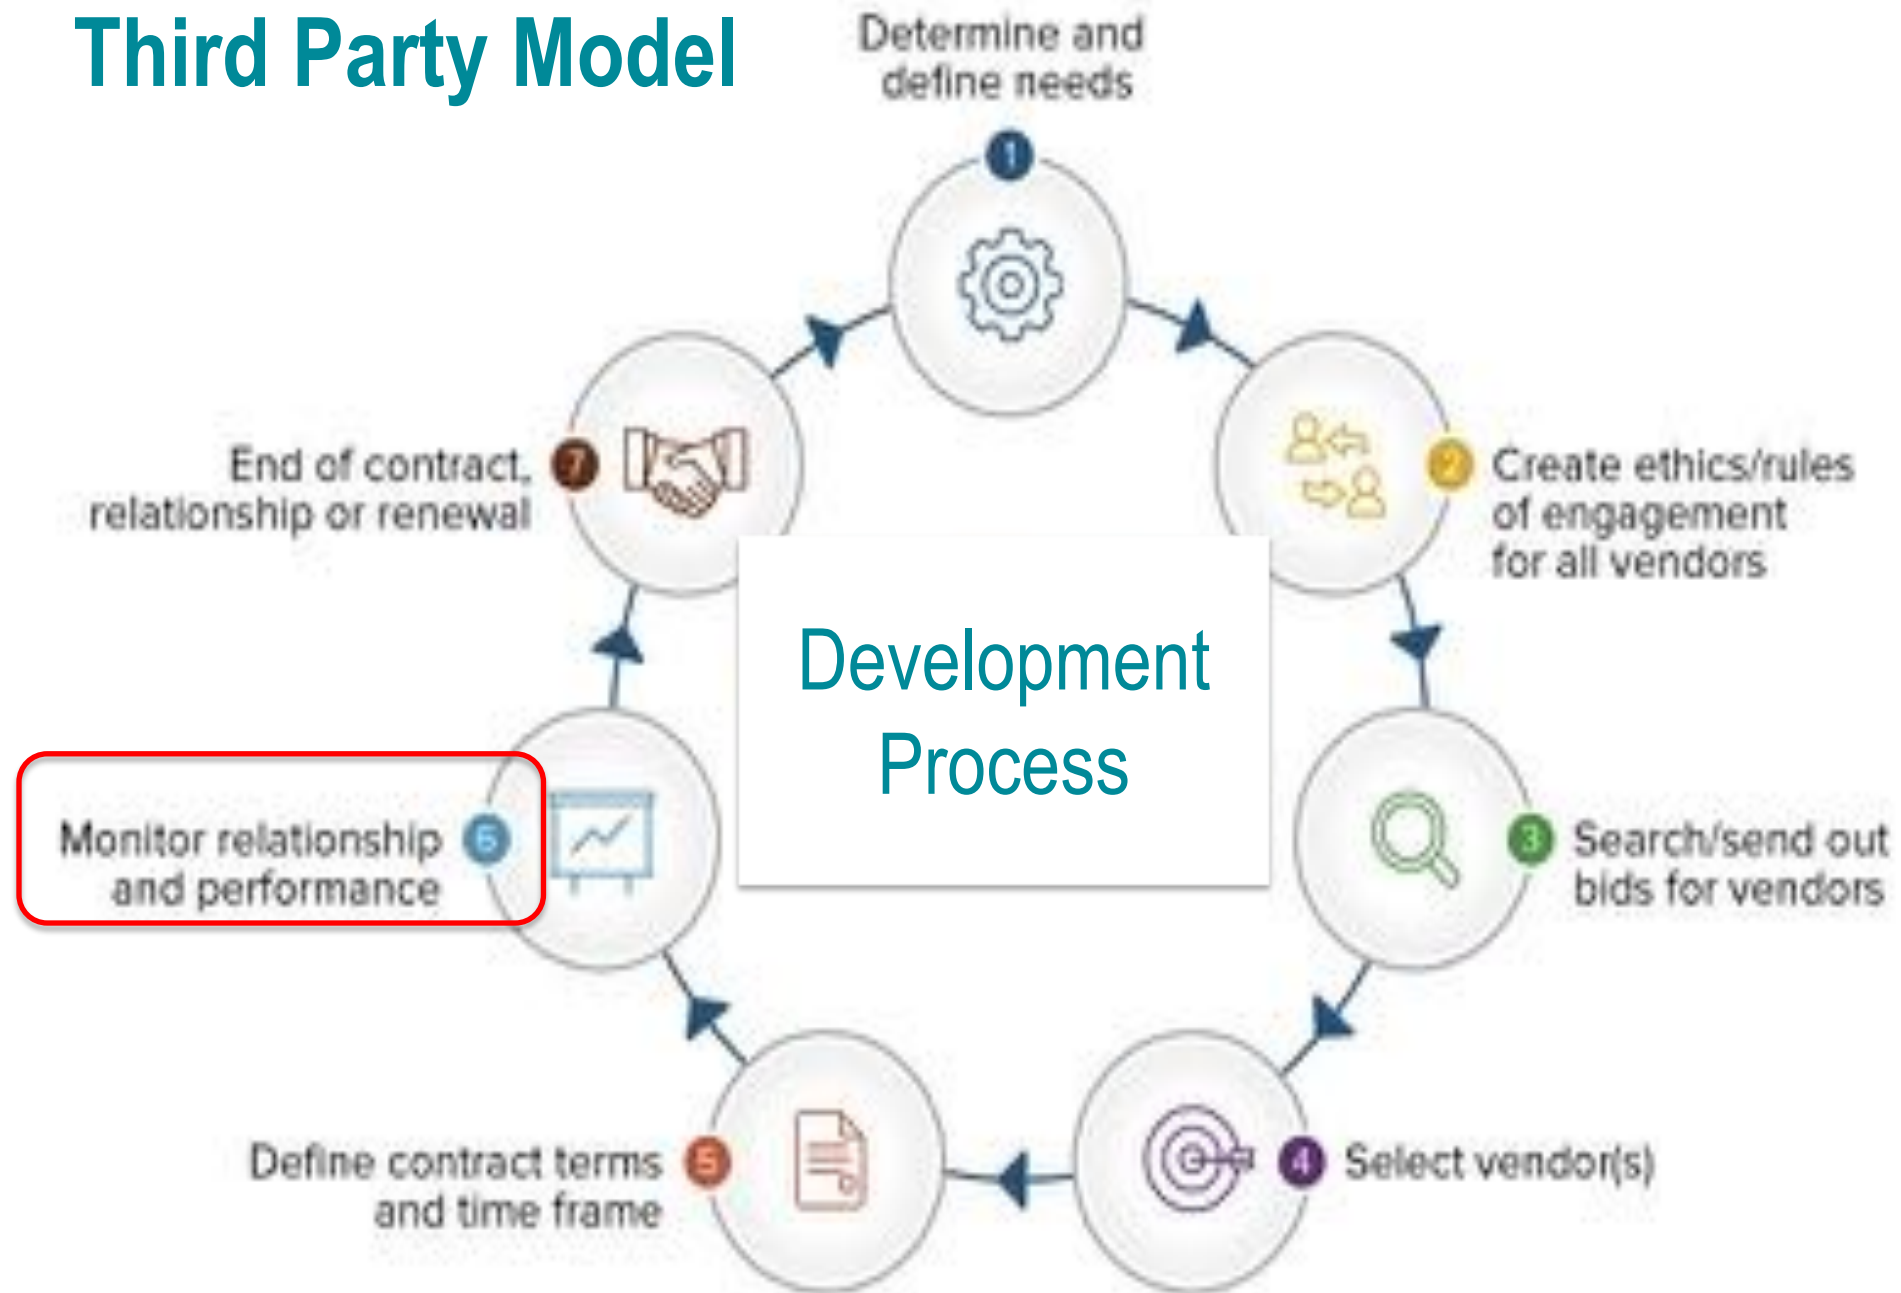 Third Party Model
Determine and
define needs
1
2
Create ethics/rules
of engagement
for all vendors
3
Search/send out
bids for vendors
4
Select vendor(s)
5
Define contract terms
and time frame
6
Monitor relationship
and performance
7
End of contract,
relationship or renewal
Development
Process